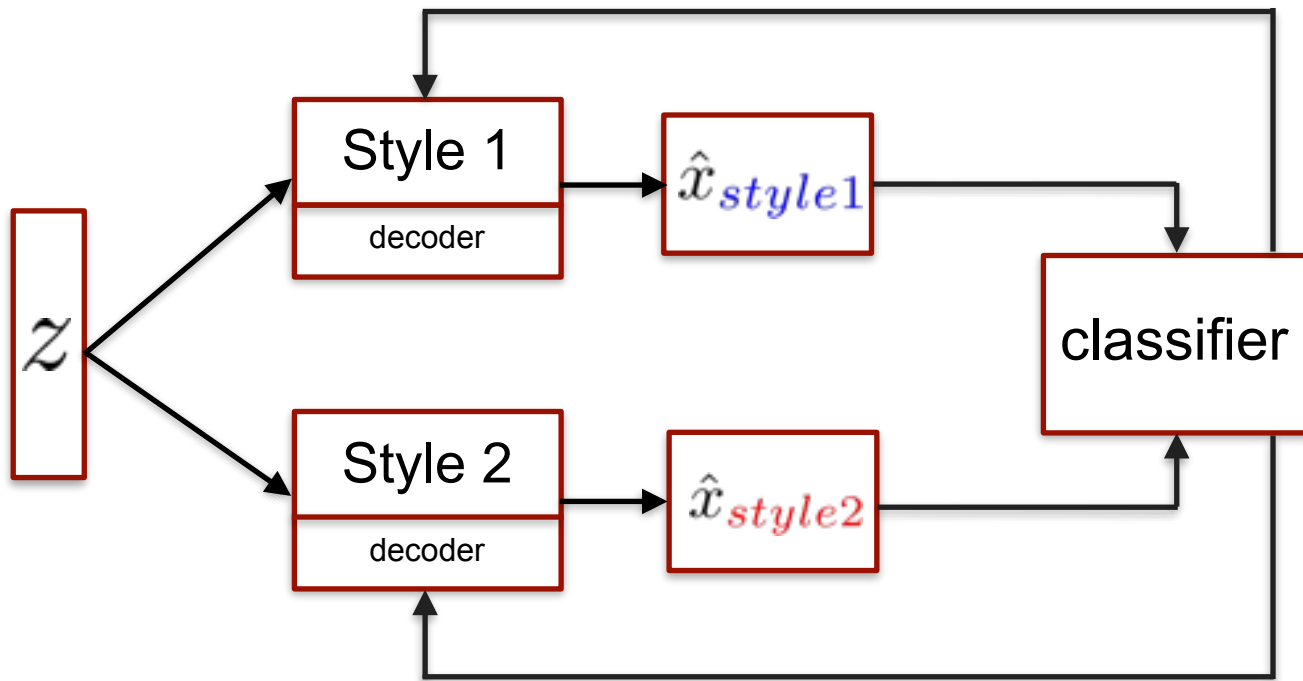 z
Style 1
decoder
x̂_{style1}
Style 2
decoder
x̂_{style2}
classifier